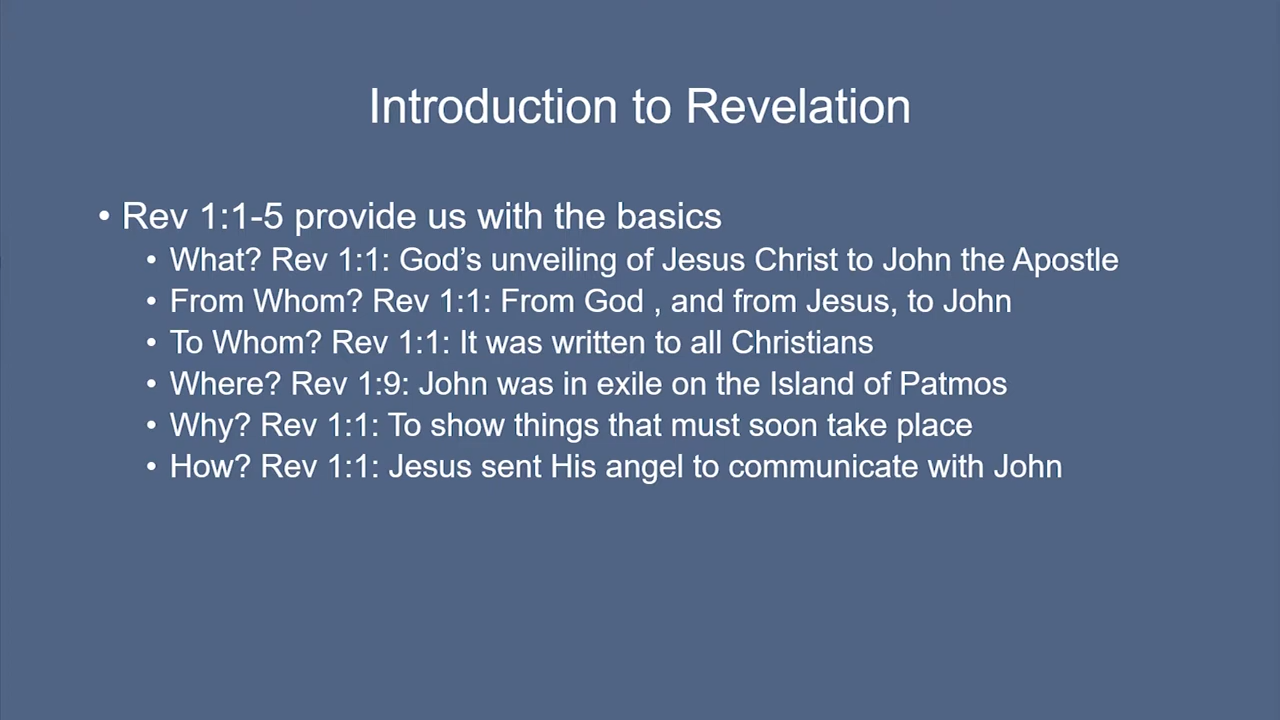 Introduction to Revelation
• Rev 1:1-5 provide us with the basics
• What? Rev 1:1: God’s unveiling of Jesus Christ to John the Apostle
• From Whom? Rev 1:1: From God , and from Jesus, to John
• To Whom? Rev 1:1: It was written to all Christians
• Where? Rev 1:9: John was in exile on the Island of Patmos
• Why? Rev 1:1: To show things that must soon take place
• How? Rev 1:1: Jesus sent His angel to communicate with John